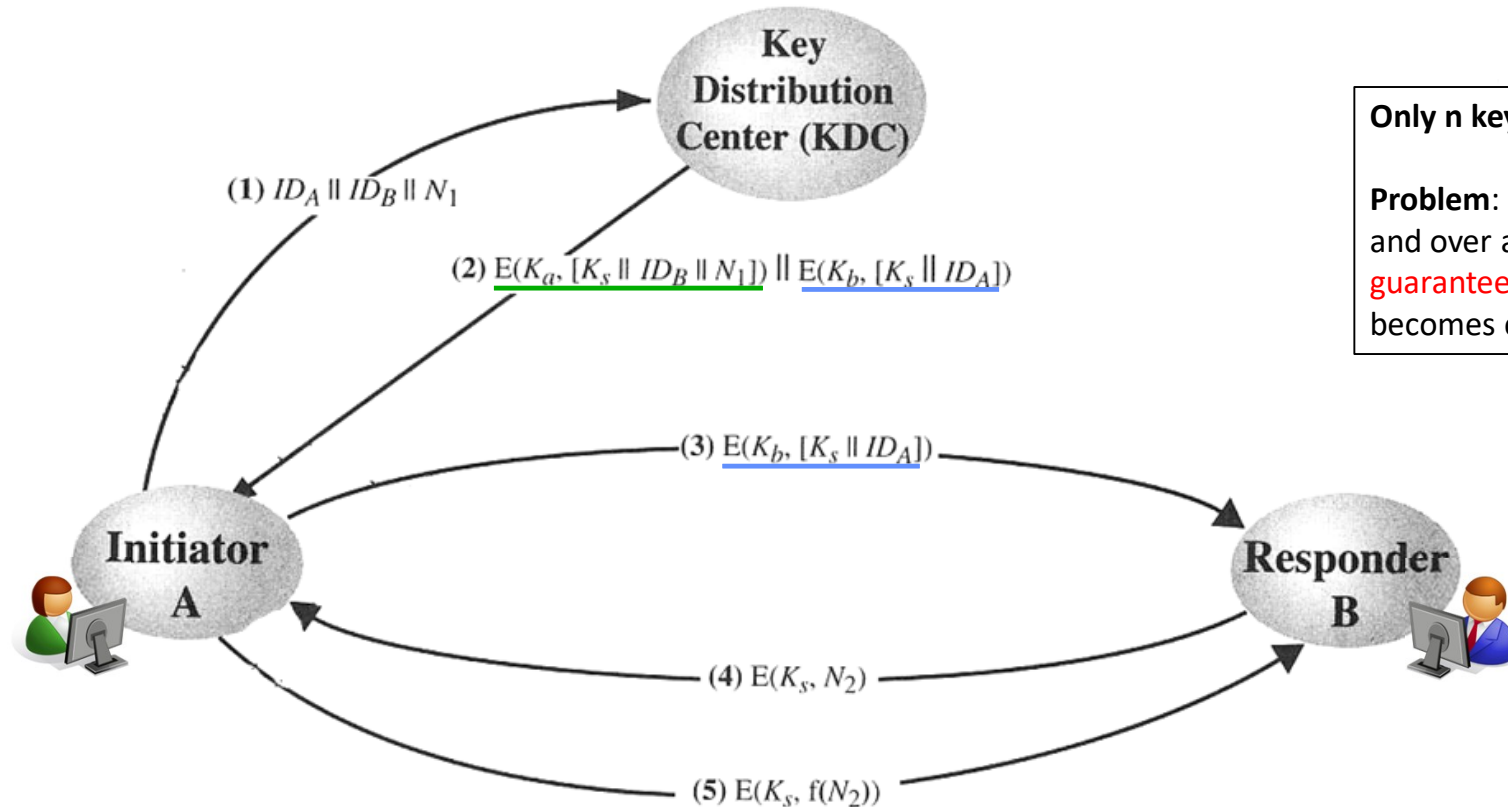 Key
Distribution
Center (KDC)
Only n
Problem:
and over
guarantee
becomes
(1) ID_A || ID_B || N_1
(2) E(K_a, [K_s || ID_B || N_1]) || E(K_b, [K_s || ID_A])
(3) E(K_b, [K_s || ID_A])
Initiator
A
Responder
B
(4) E(K_s, N_2)
(5) E(K_s, f(N_2))